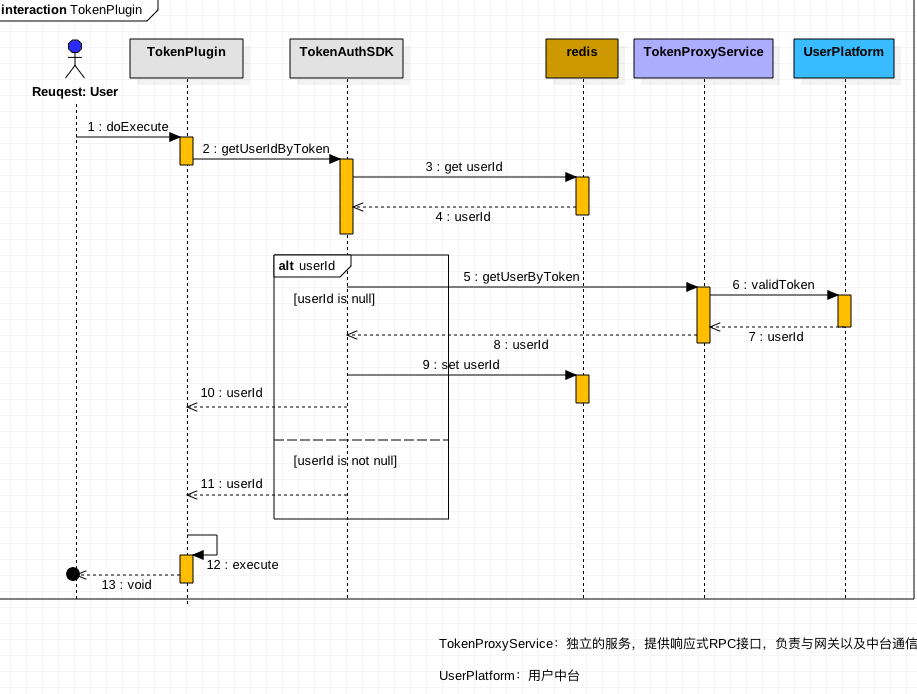 interaction TokenPlugin
TokenPlugin
TokenAuthSDK
redis
TokenProxyService
UserPlatform
Reuqest: User
1 : doExecute
2 : getUserIdByToken
3 : get userId
4 : userId
alt userId
5 : getUserByToken
6 : validToken
[userId is null]
7 : userId
8 : userId
9 : set userId
10 : userId
[userId is not null]
11 : userId
12 : execute
13 : void
TokenProxyService：独立的服务，提供响应式RPC接口，负责与网关以及中台通信
UserPlatform：用户中台